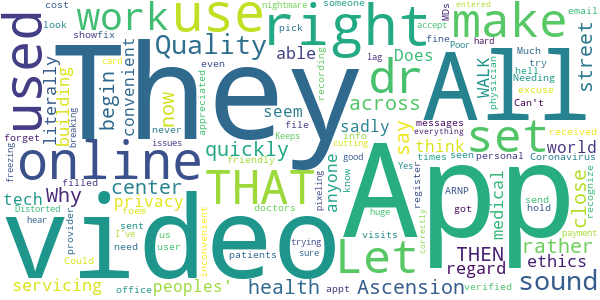 cost
look
showfix
nightmare
someone
pick
accept
MDs
entered
email
Poor
hard
work
use
right
make
used
They
All
Quality
able
dr
Does
fine
lag
Much
try
hell
Needing
street
literally
building
begin
card
convenient
now
issues
never
appreciated
even
seem
file
recording
across
WALK
physician
Can't
excuse
forget
freezing
breaking
online
quickly
sadly
say
messages
everything
set
received
THAT
Keeps
info
cutting
think
world
Why
center
friendly
good
anyone
times
seen
personal
Coronavirus
tech
filled
Yes
know
App
privacy
foem
doctors
pixeling
register
ARNP
send
recognize
Distorted
I've
us
inconvenient
Let
medical
got
hold
close
hear
provider
Could
need
user
trying
huge
visits
correctly
THEN
rather
video
sent
patients
sure
regard
ethics
payment
servicing
office
peoples'
health
appt
Ascension
verified
sound